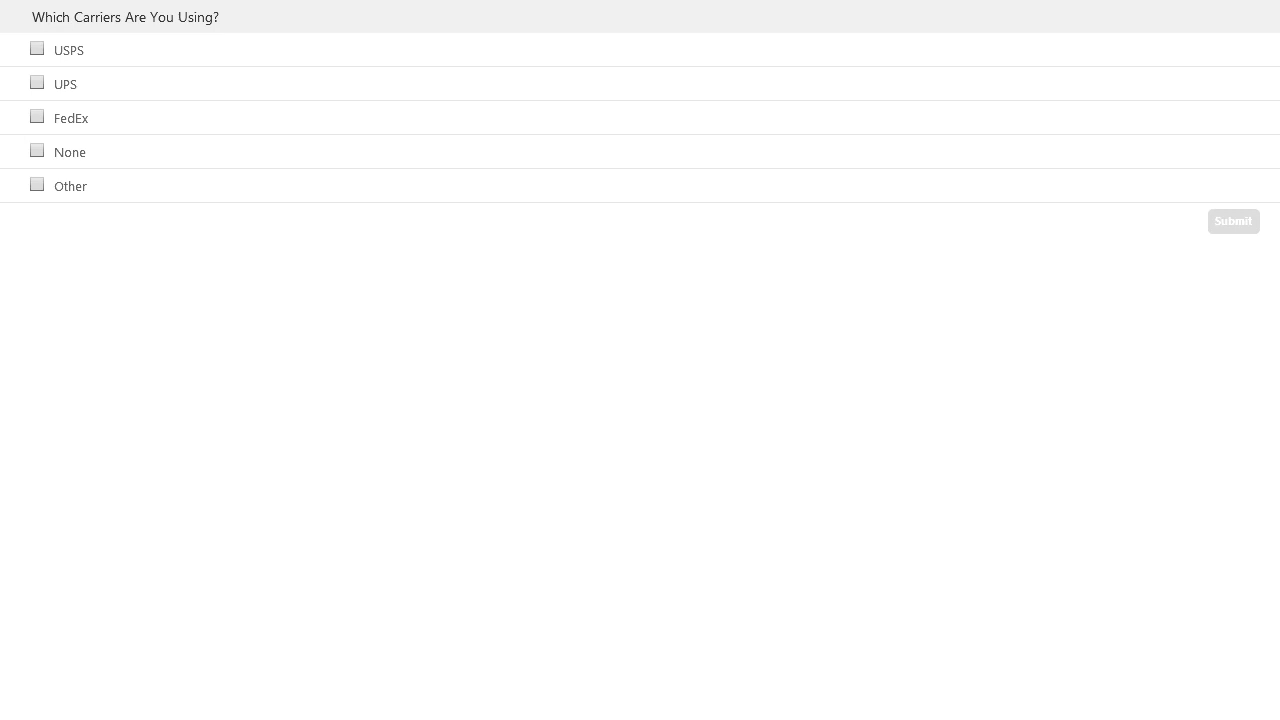 Which Carriers Are You Using?
USPS
UPS
FedEx
None
Other
Submit